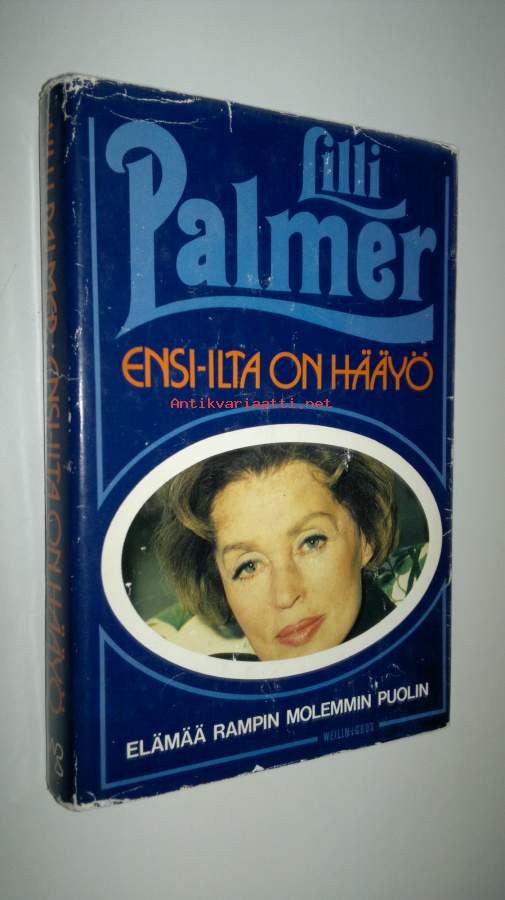 Lilli
Palmer
ENSI-ILTA ON HÄÄYÖ
Antikvariaatti.net
ELÄMÄÄ RAMPIN MOLEMMIN PUOLIN
WEILIN+GÖÖS
LILLI PALMER · ENSI-ILTA ON HÄÄYÖ